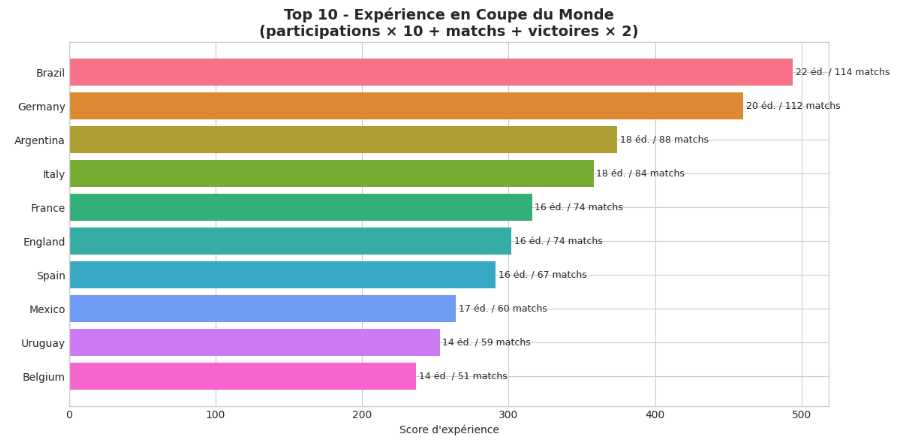 Top 10 - Expérience en Coupe du Monde
(participations × 10 + matchs + victoires × 2)
Brazil 22 éd. / 114 matchs
Germany 20 éd. / 112 matchs
Argentina 18 éd. / 88 matchs
Italy 18 éd. / 84 matchs
France 16 éd. / 74 matchs
England 16 éd. / 74 matchs
Spain 16 éd. / 67 matchs
Mexico 17 éd. / 60 matchs
Uruguay 14 éd. / 59 matchs
Belgium 14 éd. / 51 matchs
0 100 200 300 400 500
Score d'expérience